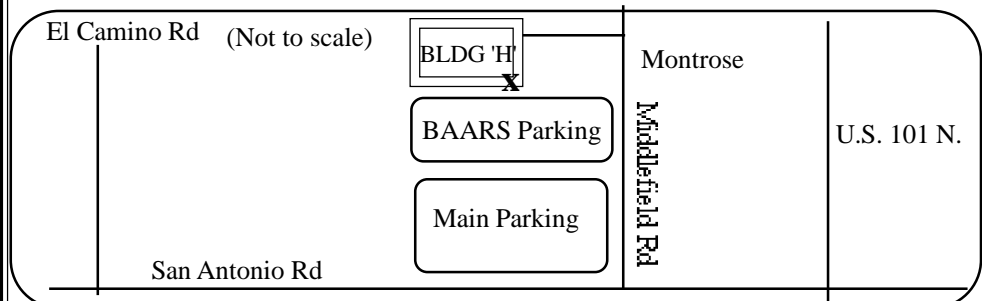 El Camino Rd
(Not to scale)
BLDG 'H'
X
Montrose
BAARS Parking
Middlefield Rd
U.S. 101 N.
Main Parking
San Antonio Rd